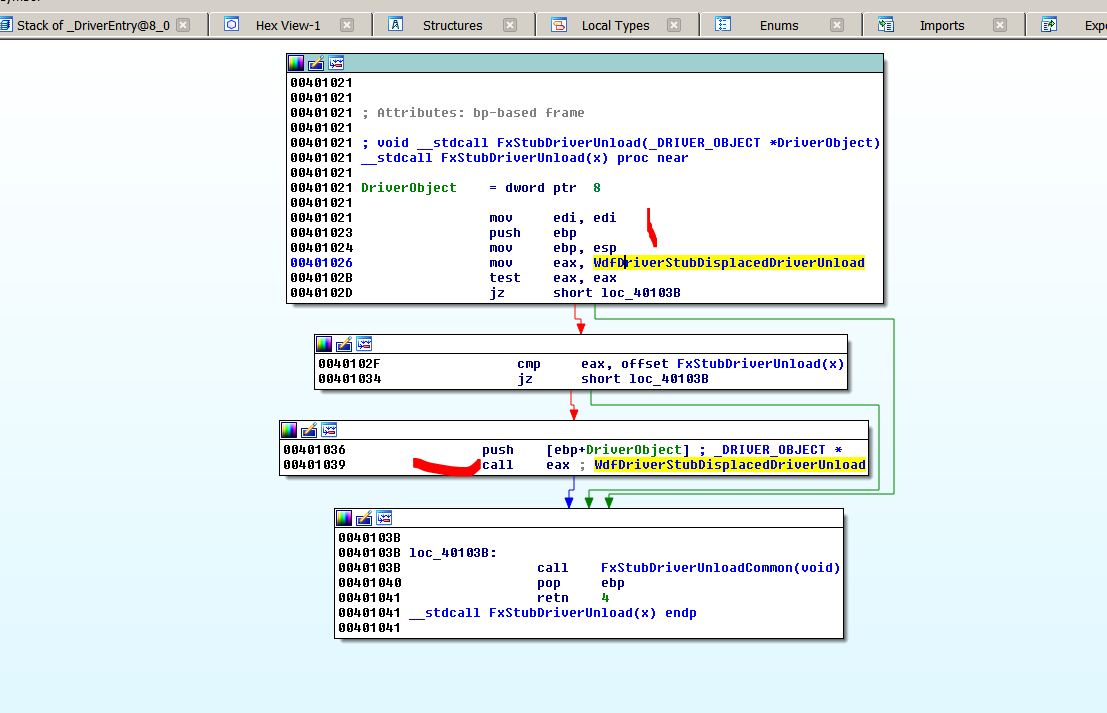 Stack of _DriverEntry@8_0
Hex View-1
Structures
Local Types
Enums
Imports
00401021
00401021
00401021 ; Attributes: bp-based frame
00401021
00401021 ; void __stdcall FxStubDriverUnload(_DRIVER_OBJECT *DriverObject)
00401021 __stdcall FxStubDriverUnload(x) proc near
00401021
00401021 DriverObject = dword ptr 8
00401021
00401021 mov edi, edi
00401023 push ebp
00401024 mov ebp, esp
00401026 mov eax, WdfDriverStubDisplacedDriverUnload
0040102B test eax, eax
0040102D jz short loc_40103B
0040102F cmp eax, offset FxStubDriverUnload(x)
00401034 jz short loc_40103B
00401036 push [ebp+DriverObject] ; _DRIVER_OBJECT *
00401039 call eax ; WdfDriverStubDisplacedDriverUnload
0040103B
0040103B loc_40103B:
0040103B call FxStubDriverUnloadCommon(void)
00401040 pop ebp
00401041 retn 4
00401041 __stdcall FxStubDriverUnload(x) endp
00401041